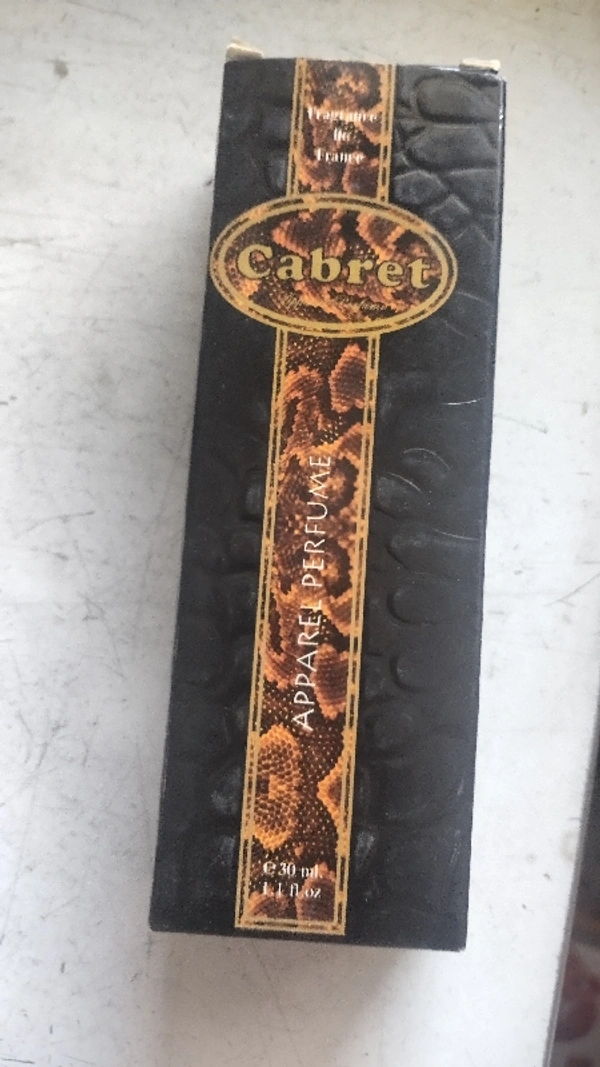 Fragrance
De
France
Cabret
APPAREL PERFUME
℮ 30 ml.
1.1 fl oz